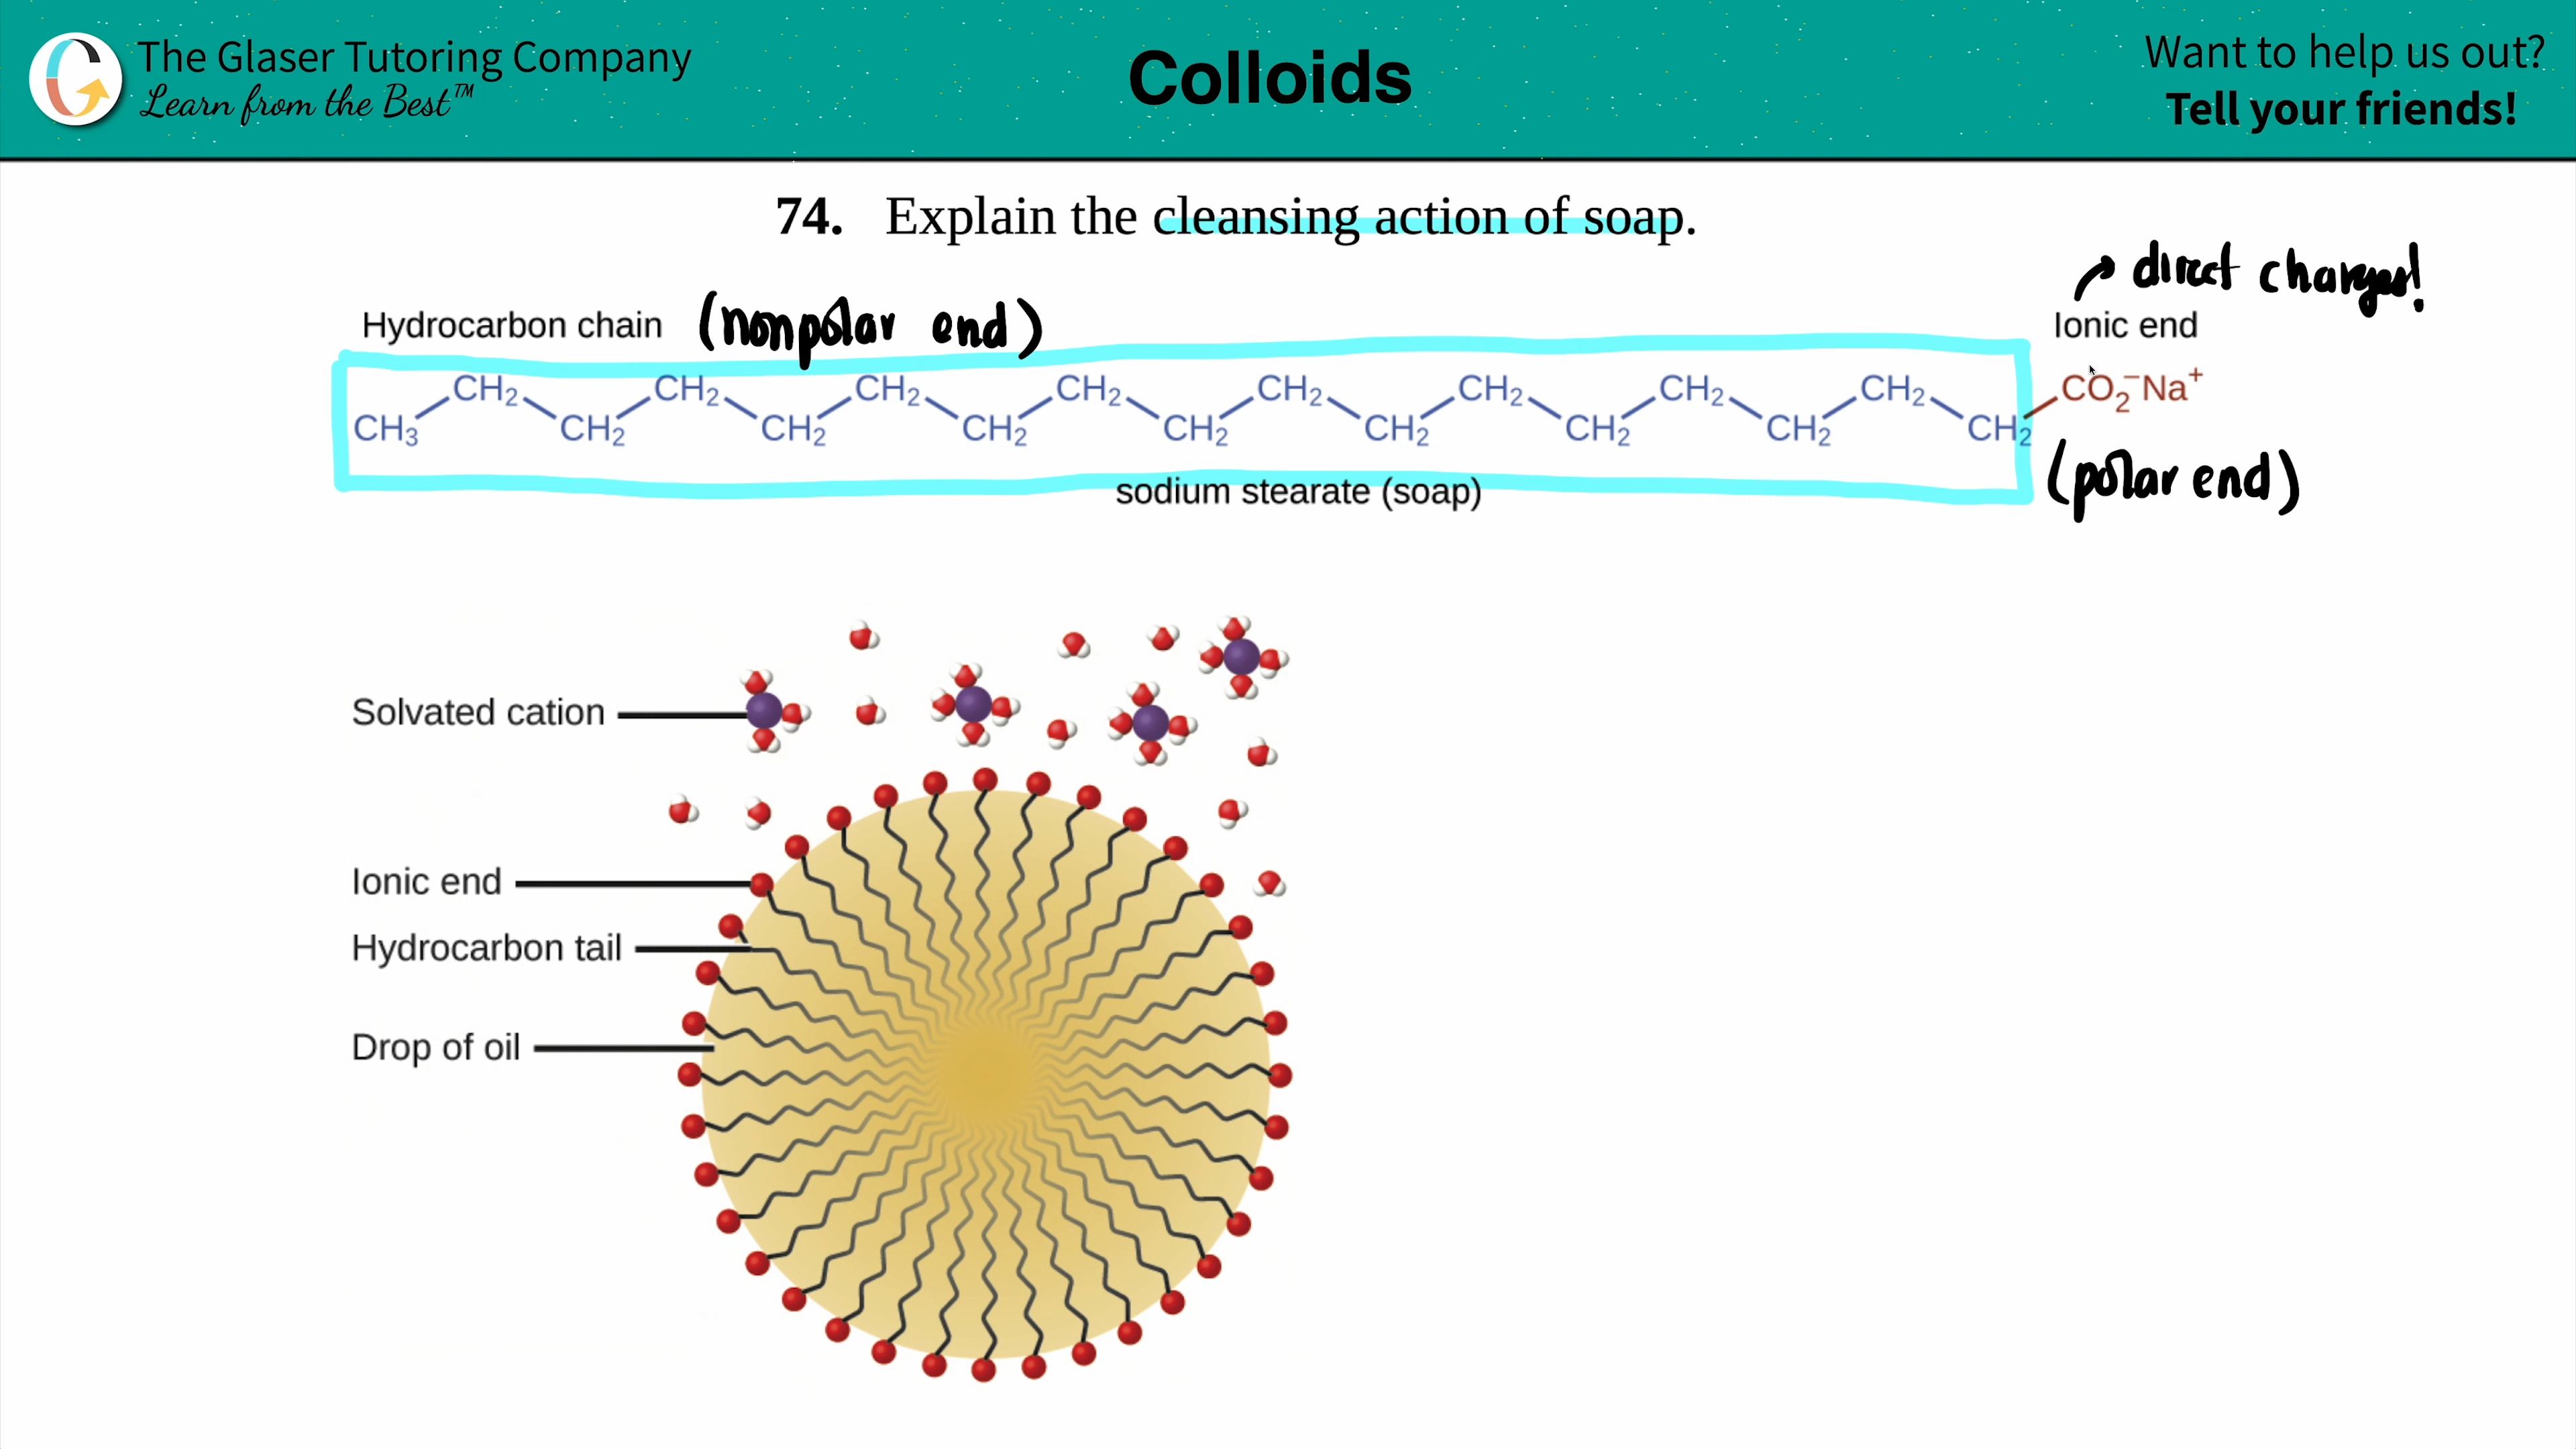 The Glaser Tutoring Company
Learn from the Best™
Colloids
Want to help us out?
Tell your friends!
74. Explain the cleansing action of soap.
direct charges!
Hydrocarbon chain (nonpolar end)
Ionic end
CH₂ CH₂ CH₂ CH₂ CH₂ CH₂ CH₂ CH₂ CO₂⁻Na⁺
CH₃ CH₂ CH₂ CH₂ CH₂ CH₂ CH₂ CH₂ CH₂
(polar end)
sodium stearate (soap)
Solvated cation
Ionic end
Hydrocarbon tail
Drop of oil